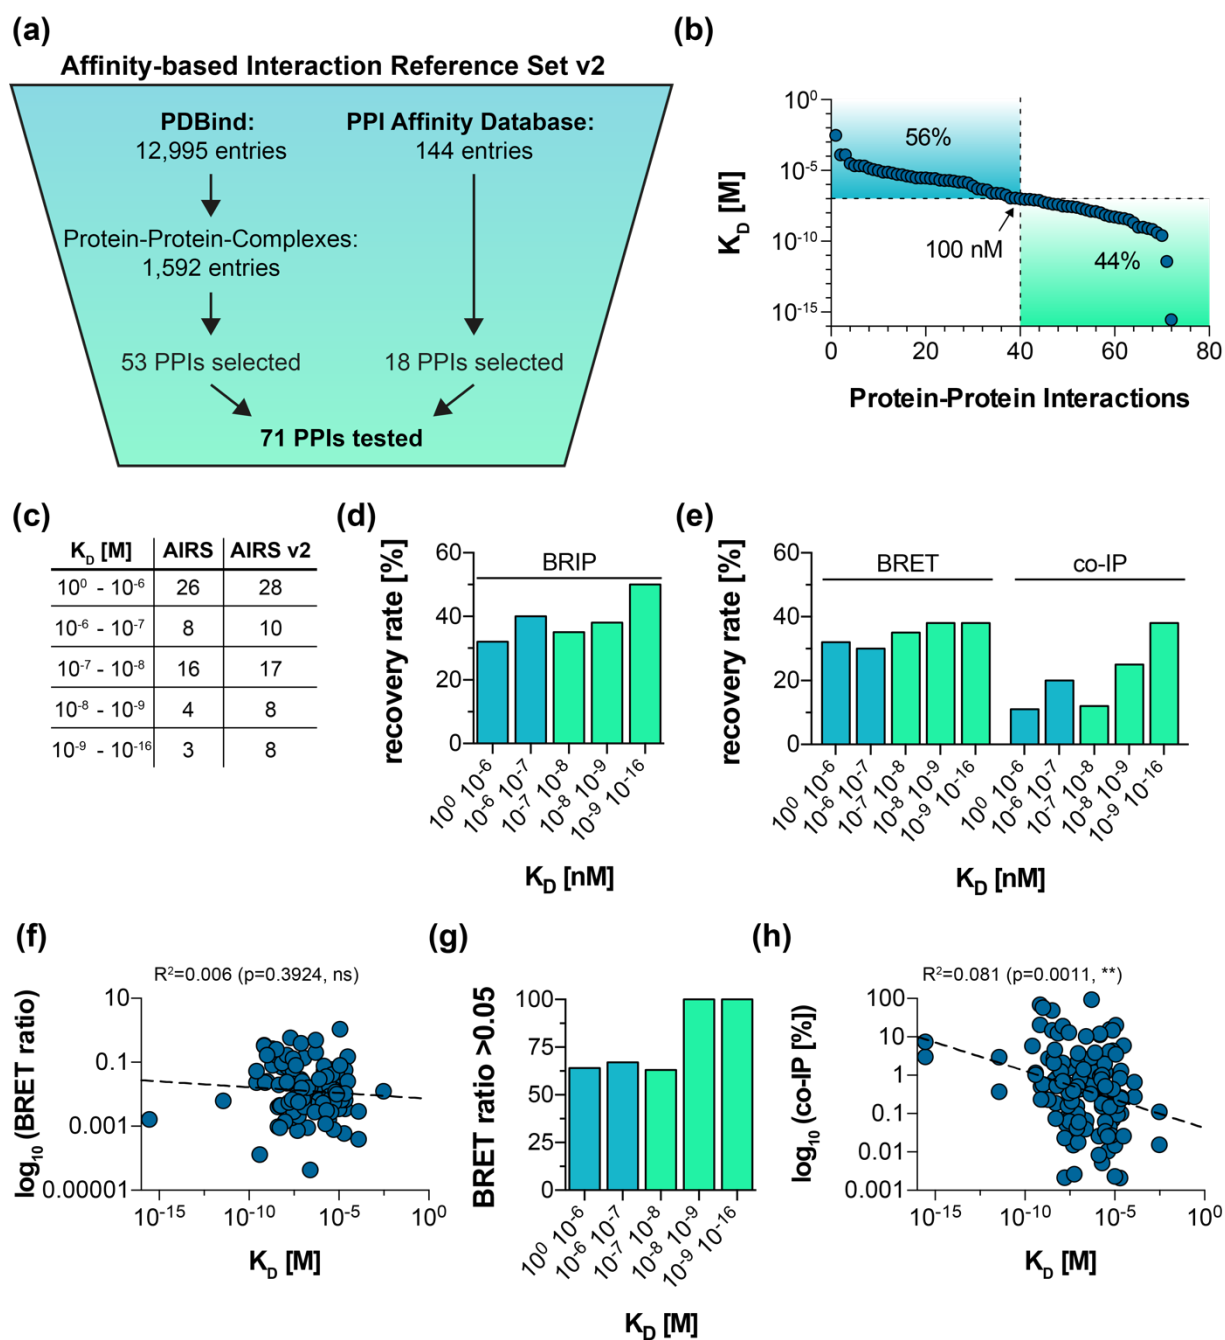 (a)
Affinity-based Interaction Reference Set v2
PDBind:
12,995 entries
PPI Affinity Database:
144 entries
Protein-Protein-Complexes:
1,592 entries
53 PPIs selected
18 PPIs selected
71 PPIs tested
(b)
K_D [M]
10^0
10^-5
10^-10
10^-15
56%
100 nM
44%
0 20 40 60 80
Protein-Protein Interactions
(c)
K_D [M] AIRS AIRS v2
10^0 - 10^-6 26 28
10^-6 - 10^-7 8 10
10^-7 - 10^-8 16 17
10^-8 - 10^-9 4 8
10^-9 - 10^-16 3 8
(d)
recovery rate [%]
60
40
20
0
BRIP
10^0 10^-6
10^-6 10^-7
10^-7 10^-8
10^-8 10^-9
10^-9 10^-16
K_D [nM]
(e)
recovery rate [%]
60
40
20
0
BRET
co-IP
10^0 10^-6
10^-6 10^-7
10^-7 10^-8
10^-8 10^-9
10^-9 10^-16
10^0 10^-6
10^-6 10^-7
10^-7 10^-8
10^-8 10^-9
10^-9 10^-16
K_D [nM]
(f)
R^2=0.006 (p=0.3924, ns)
log_10 (BRET ratio)
10
0.1
0.001
0.00001
10^-15 10^-10 10^-5 10^0
K_D [M]
(g)
BRET ratio >0.05
100
75
50
25
0
10^0 10^-6
10^-6 10^-7
10^-7 10^-8
10^-8 10^-9
10^-9 10^-16
K_D [M]
(h)
R^2=0.081 (p=0.0011, **)
log_10 (co-IP [%])
100
10
1
0.1
0.01
0.001
10^-15 10^-10 10^-5 10^0
K_D [M]